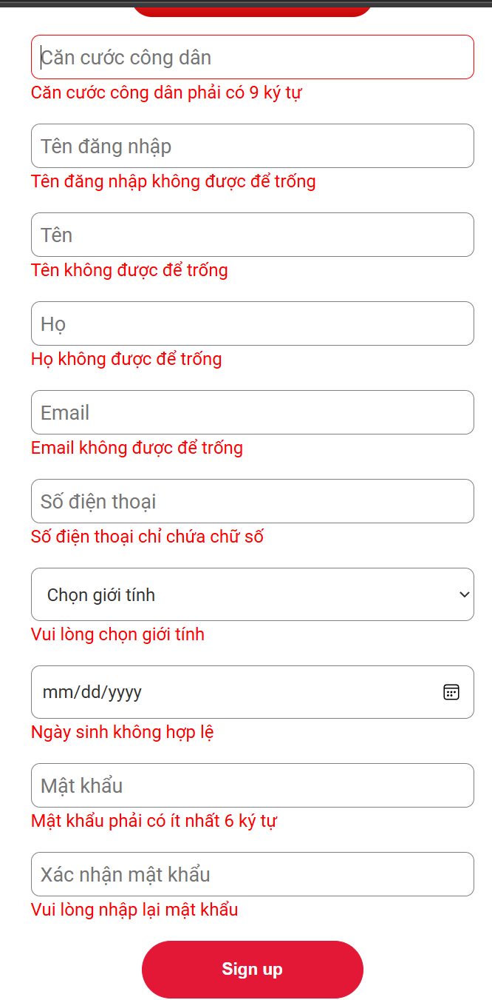 Căn cước công dân
Căn cước công dân phải có 9 ký tự
Tên đăng nhập
Tên đăng nhập không được để trống
Tên
Tên không được để trống
Họ
Họ không được để trống
Email
Email không được để trống
Số điện thoại
Số điện thoại chỉ chứa chữ số
Chọn giới tính
Vui lòng chọn giới tính
mm/dd/yyyy
Ngày sinh không hợp lệ
Mật khẩu
Mật khẩu phải có ít nhất 6 ký tự
Xác nhận mật khẩu
Vui lòng nhập lại mật khẩu
Sign up